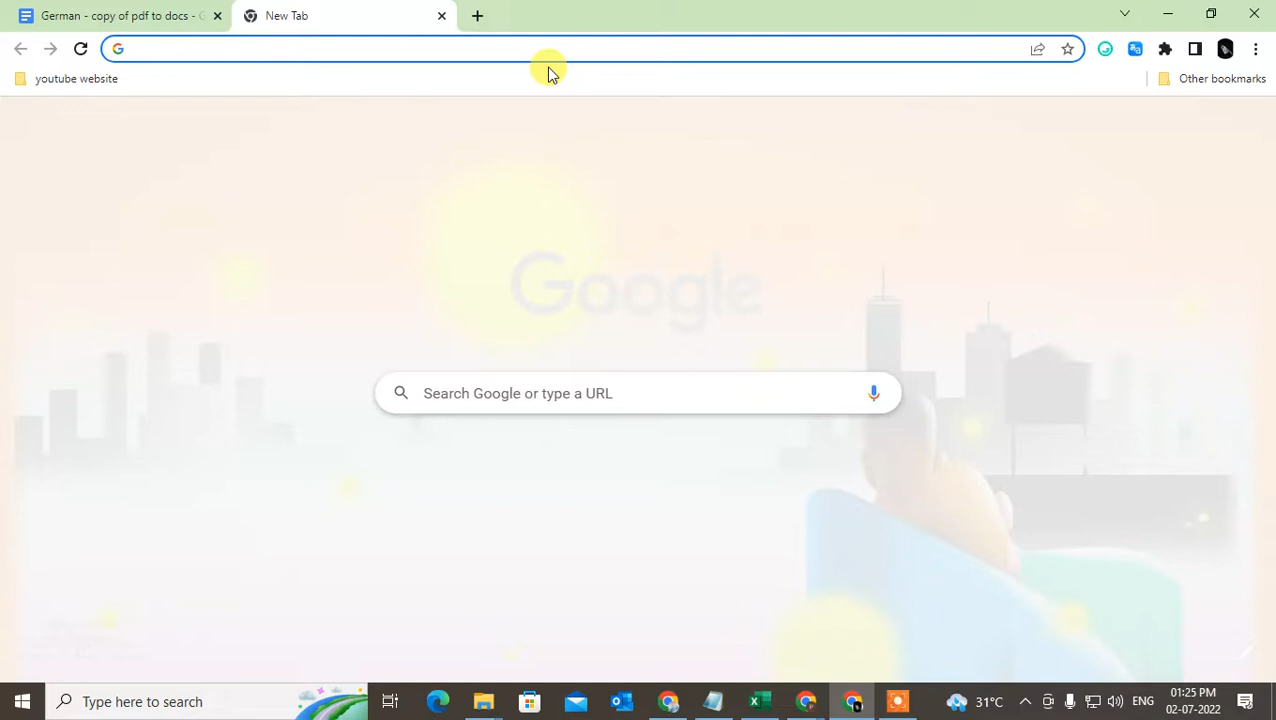 German - copy of pdf to docs - G
New Tab
youtube website
Other bookmarks
Google
Search Google or type a URL
Type here to search
31°C
ENG
01:25 PM
02-07-2022